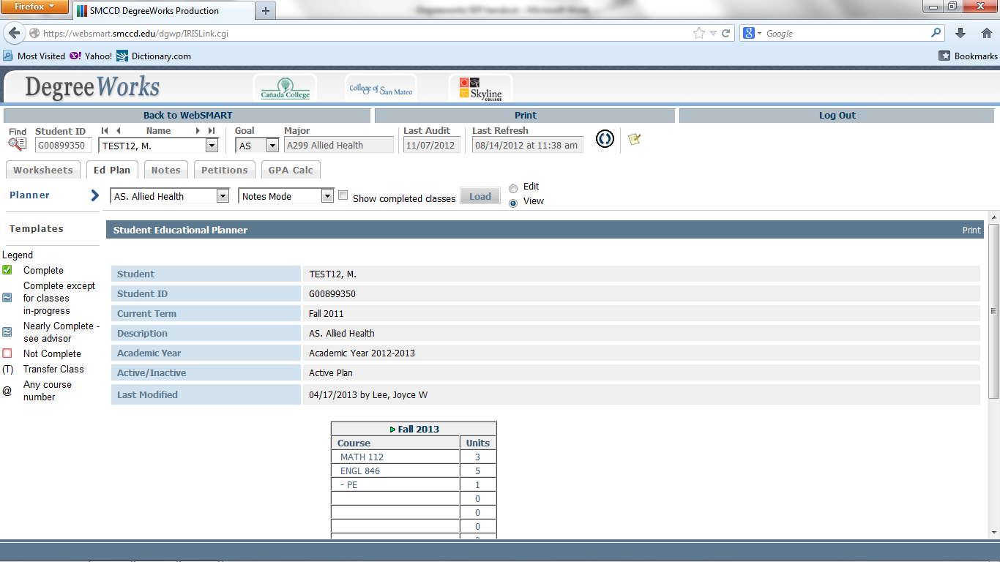 Firefox
SMCCD DegreeWorks Production
https://websmart.smccd.edu/dgwp/IRISLink.cgi
Google
Most Visited Yahoo! Dictionary.com
Bookmarks
DegreeWorks
Cañada College
College of San Mateo
Skyline
COLLEGE
Back to WebSMART Print Log Out
Find Student ID Name Goal Major Last Audit Last Refresh
G00899350 TEST12, M. AS A299 Allied Health 11/07/2012 08/14/2012 at 11:38 am
Worksheets Ed Plan Notes Petitions GPA Calc
Planner AS. Allied Health Notes Mode Show completed classes Load Edit
View
Templates
Student Educational Planner Print
Legend
Complete
Complete except
for classes
in-progress
Nearly Complete -
see advisor
Not Complete
(T) Transfer Class
@ Any course
number
Student TEST12, M.
Student ID G00899350
Current Term Fall 2011
Description AS. Allied Health
Academic Year Academic Year 2012-2013
Active/Inactive Active Plan
Last Modified 04/17/2013 by Lee, Joyce W
Fall 2013
Course Units
MATH 112 3
ENGL 846 5
- PE 1
0
0
0